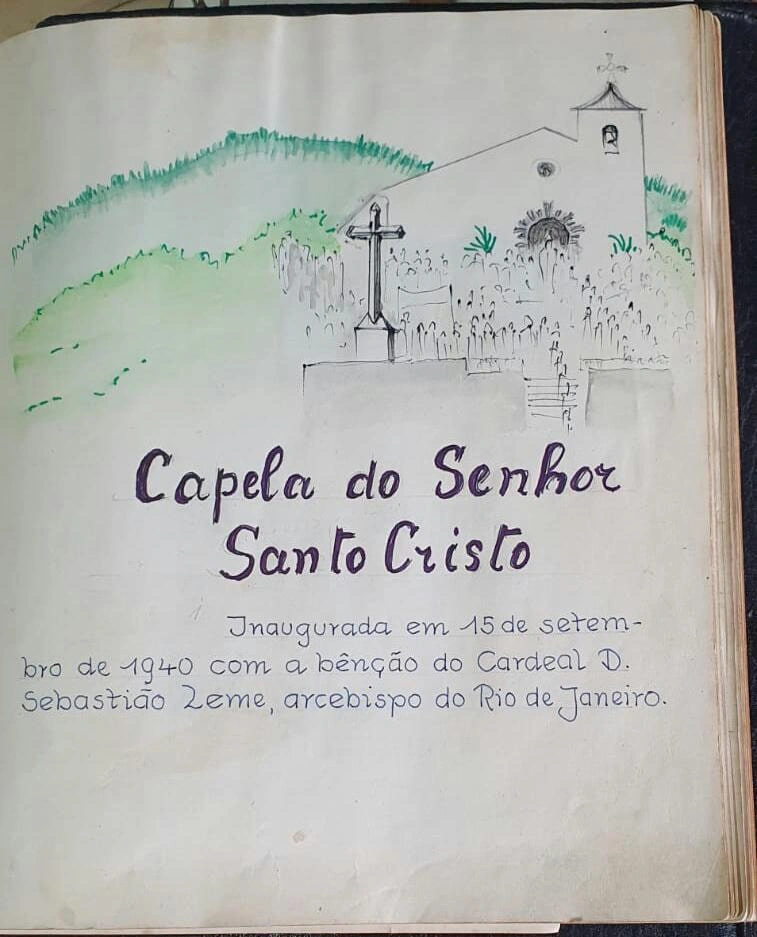 Capela do Senhor
Santo Cristo
Inaugurada em 15 de setem-
bro de 1940 com a bênção do Cardeal D.
Sebastião Leme, arcebispo do Rio de Janeiro.